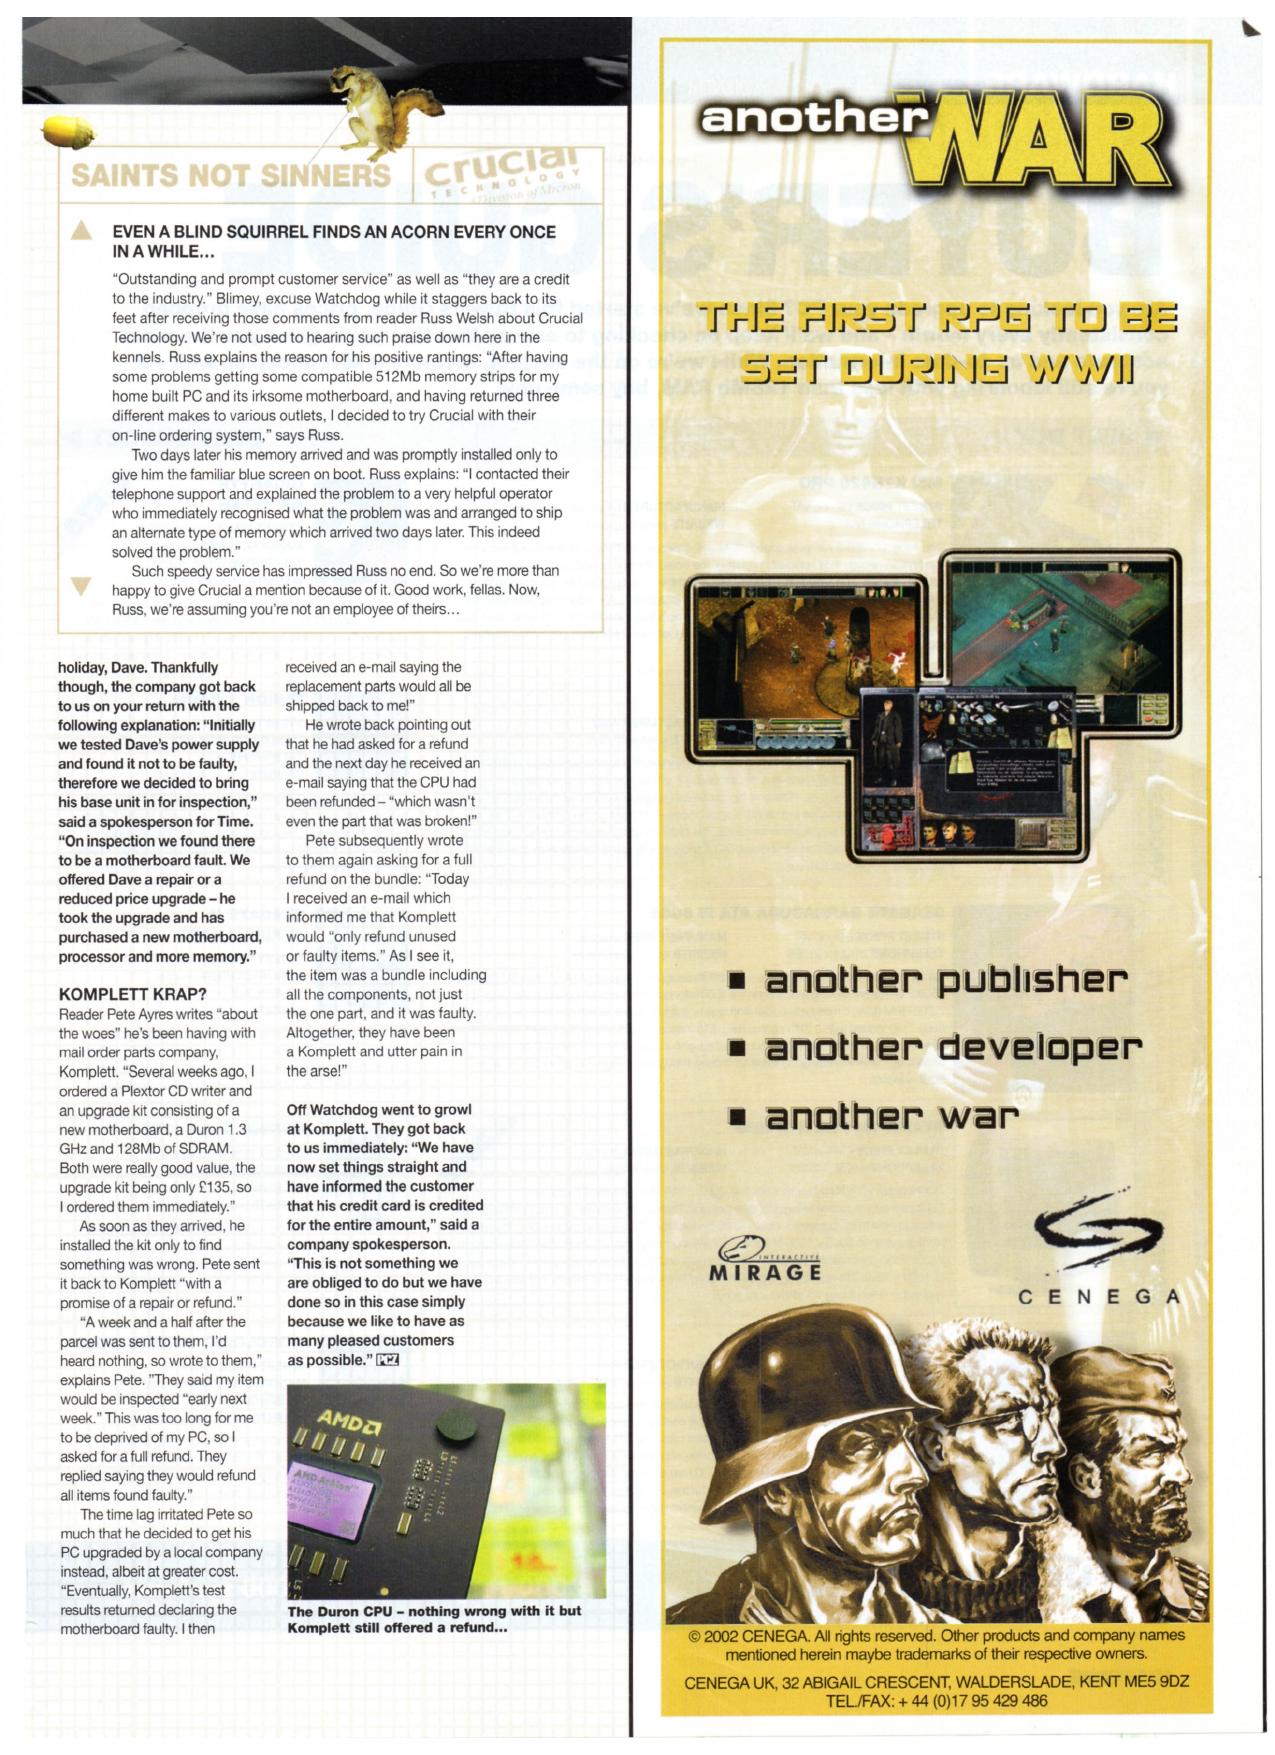 SAINTS NOT SINNERS
crucial
TECHNOLOGY
A Division of Micron
EVEN A BLIND SQUIRREL FINDS AN ACORN EVERY ONCE
IN A WHILE...
“Outstanding and prompt customer service” as well as “they are a credit
to the industry.” Blimey, excuse Watchdog while it staggers back to its
feet after receiving those comments from reader Russ Welsh about Crucial
Technology. We’re not used to hearing such praise down here in the
kennels. Russ explains the reason for his positive rantings: “After having
some problems getting some compatible 512Mb memory strips for my
home built PC and its irksome motherboard, and having returned three
different makes to various outlets, I decided to try Crucial with their
on-line ordering system,” says Russ.
Two days later his memory arrived and was promptly installed only to
give him the familiar blue screen on boot. Russ explains: “I contacted their
telephone support and explained the problem to a very helpful operator
who immediately recognised what the problem was and arranged to ship
an alternate type of memory which arrived two days later. This indeed
solved the problem.”
Such speedy service has impressed Russ no end. So we’re more than
happy to give Crucial a mention because of it. Good work, fellas. Now,
Russ, we’re assuming you’re not an employee of theirs...
holiday, Dave. Thankfully
though, the company got back
to us on your return with the
following explanation: “Initially
we tested Dave’s power supply
and found it not to be faulty,
therefore we decided to bring
his base unit in for inspection,”
said a spokesperson for Time.
“On inspection we found there
to be a motherboard fault. We
offered Dave a repair or a
reduced price upgrade – he
took the upgrade and has
purchased a new motherboard,
processor and more memory.”
KOMPLETT KRAP?
Reader Pete Ayres writes “about
the woes” he’s been having with
mail order parts company,
Komplett. “Several weeks ago, I
ordered a Plextor CD writer and
an upgrade kit consisting of a
new motherboard, a Duron 1.3
GHz and 128Mb of SDRAM.
Both were really good value, the
upgrade kit being only £135, so
I ordered them immediately.”
As soon as they arrived, he
installed the kit only to find
something was wrong. Pete sent
it back to Komplett “with a
promise of a repair or refund.”
“A week and a half after the
parcel was sent to them, I’d
heard nothing, so wrote to them,”
explains Pete. ”They said my item
would be inspected “early next
week.” This was too long for me
to be deprived of my PC, so I
asked for a full refund. They
replied saying they would refund
all items found faulty.”
The time lag irritated Pete so
much that he decided to get his
PC upgraded by a local company
instead, albeit at greater cost.
“Eventually, Komplett’s test
results returned declaring the
motherboard faulty. I then
received an e-mail saying the
replacement parts would all be
shipped back to me!”
He wrote back pointing out
that he had asked for a refund
and the next day he received an
e-mail saying that the CPU had
been refunded – “which wasn’t
even the part that was broken!”
Pete subsequently wrote
to them again asking for a full
refund on the bundle: “Today
I received an e-mail which
informed me that Komplett
would “only refund unused
or faulty items.” As I see it,
the item was a bundle including
all the components, not just
the one part, and it was faulty.
Altogether, they have been
a Komplett and utter pain in
the arse!”
Off Watchdog went to growl
at Komplett. They got back
to us immediately: “We have
now set things straight and
have informed the customer
that his credit card is credited
for the entire amount,” said a
company spokesperson.
“This is not something we
are obliged to do but we have
done so in this case simply
because we like to have as
many pleased customers
as possible.” PCZ
AMD
AMD Athlon™
The Duron CPU – nothing wrong with it but
Komplett still offered a refund...
another WAR
THE FIRST RPG TO BE
SET DURING WWII
▪ another publisher
▪ another developer
▪ another war
INTERACTIVE
MIRAGE
CENEGA
© 2002 CENEGA. All rights reserved. Other products and company names
mentioned herein maybe trademarks of their respective owners.
CENEGA UK, 32 ABIGAIL CRESCENT, WALDERSLADE, KENT ME5 9DZ
TEL./FAX: + 44 (0)17 95 429 486